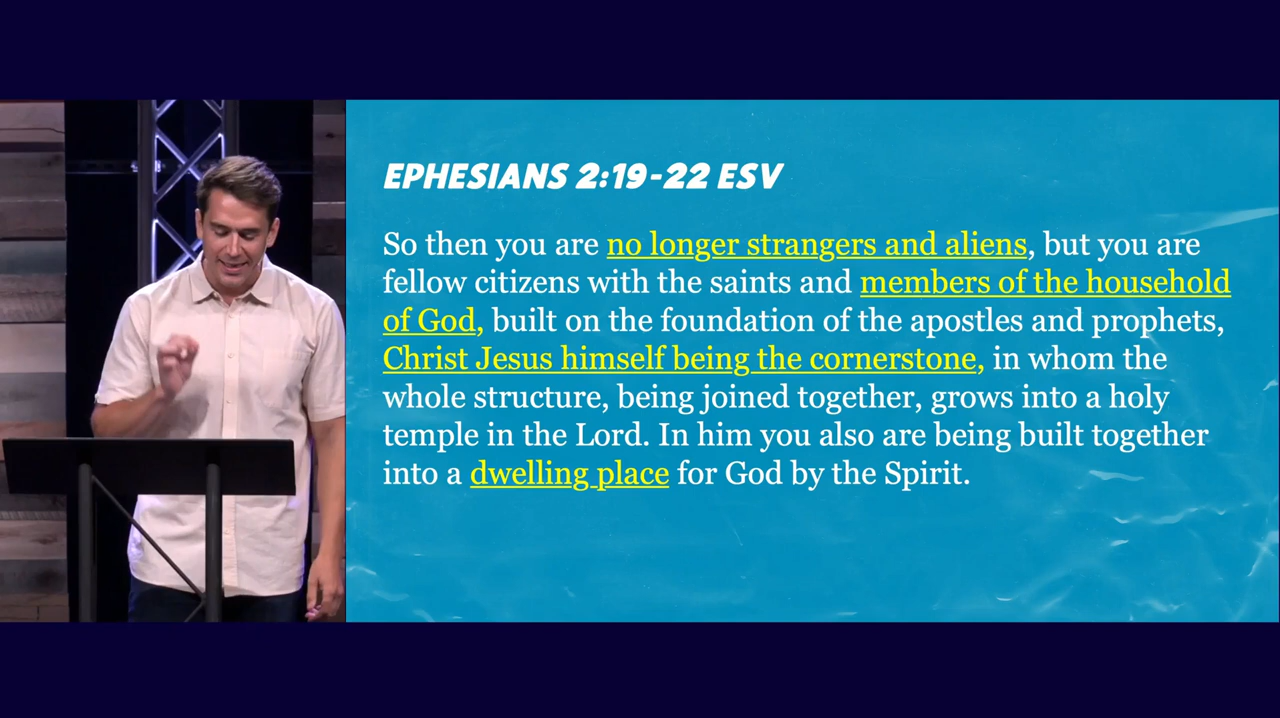 EPHESIANS 2:19-22 ESV
So then you are no longer strangers and aliens, but you are
fellow citizens with the saints and members of the household
of God, built on the foundation of the apostles and prophets,
Christ Jesus himself being the cornerstone, in whom the
whole structure, being joined together, grows into a holy
temple in the Lord. In him you also are being built together
into a dwelling place for God by the Spirit.